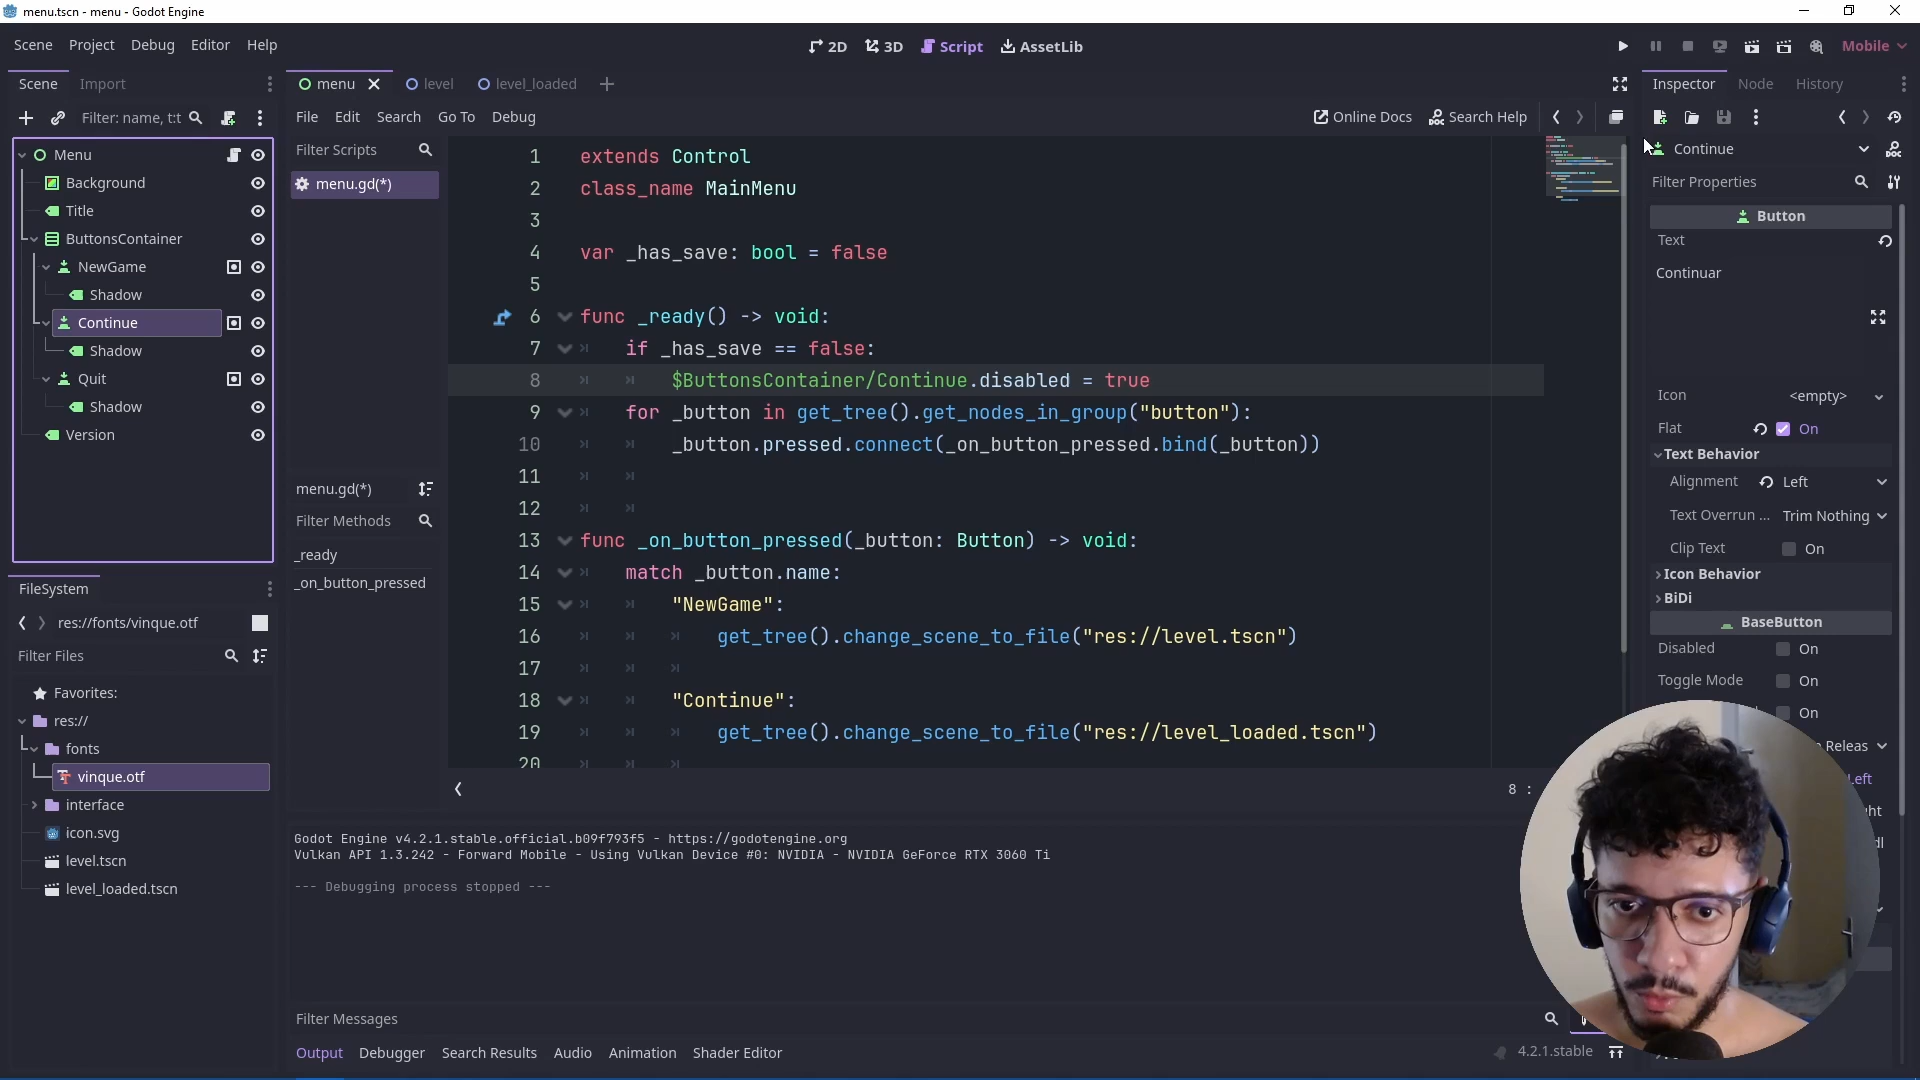 menu.tscn - menu - Godot Engine
Scene Project Debug Editor Help
2D 3D Script AssetLib
Mobile
Scene Import
menu level level_loaded
Inspector Node History
Filter: name, t:t
File Edit Search Go To Debug
Online Docs Search Help
Menu
Background
Title
ButtonsContainer
NewGame
Shadow
Continue
Shadow
Quit
Shadow
Version
FileSystem
res://fonts/vinque.otf
Filter Files
Favorites:
res://
fonts
vinque.otf
interface
icon.svg
level.tscn
level_loaded.tscn
Filter Scripts
menu.gd(*)
menu.gd(*)
Filter Methods
_ready
_on_button_pressed
1 extends Control
2 class_name MainMenu
3
4 var _has_save: bool = false
5
6 func _ready() -> void:
7 if _has_save == false:
8 $ButtonsContainer/Continue.disabled = true
9 for _button in get_tree().get_nodes_in_group("button"):
10 _button.pressed.connect(_on_button_pressed.bind(_button))
11
12
13 func _on_button_pressed(_button: Button) -> void:
14 match _button.name:
15 "NewGame":
16 get_tree().change_scene_to_file("res://level.tscn")
17
18 "Continue":
19 get_tree().change_scene_to_file("res://level_loaded.tscn")
20
8 :
Godot Engine v4.2.1.stable.official.b09f793f5 - https://godotengine.org
Vulkan API 1.3.242 - Forward Mobile - Using Vulkan Device #0: NVIDIA - NVIDIA GeForce RTX 3060 Ti
--- Debugging process stopped ---
Filter Messages
Output Debugger Search Results Audio Animation Shader Editor
4.2.1.stable
Continue
Filter Properties
Button
Text
Continuar
Icon <empty>
Flat On
Text Behavior
Alignment Left
Text Overrun ... Trim Nothing
Clip Text On
Icon Behavior
BiDi
BaseButton
Disabled On
Toggle Mode On
On
Releas
Left